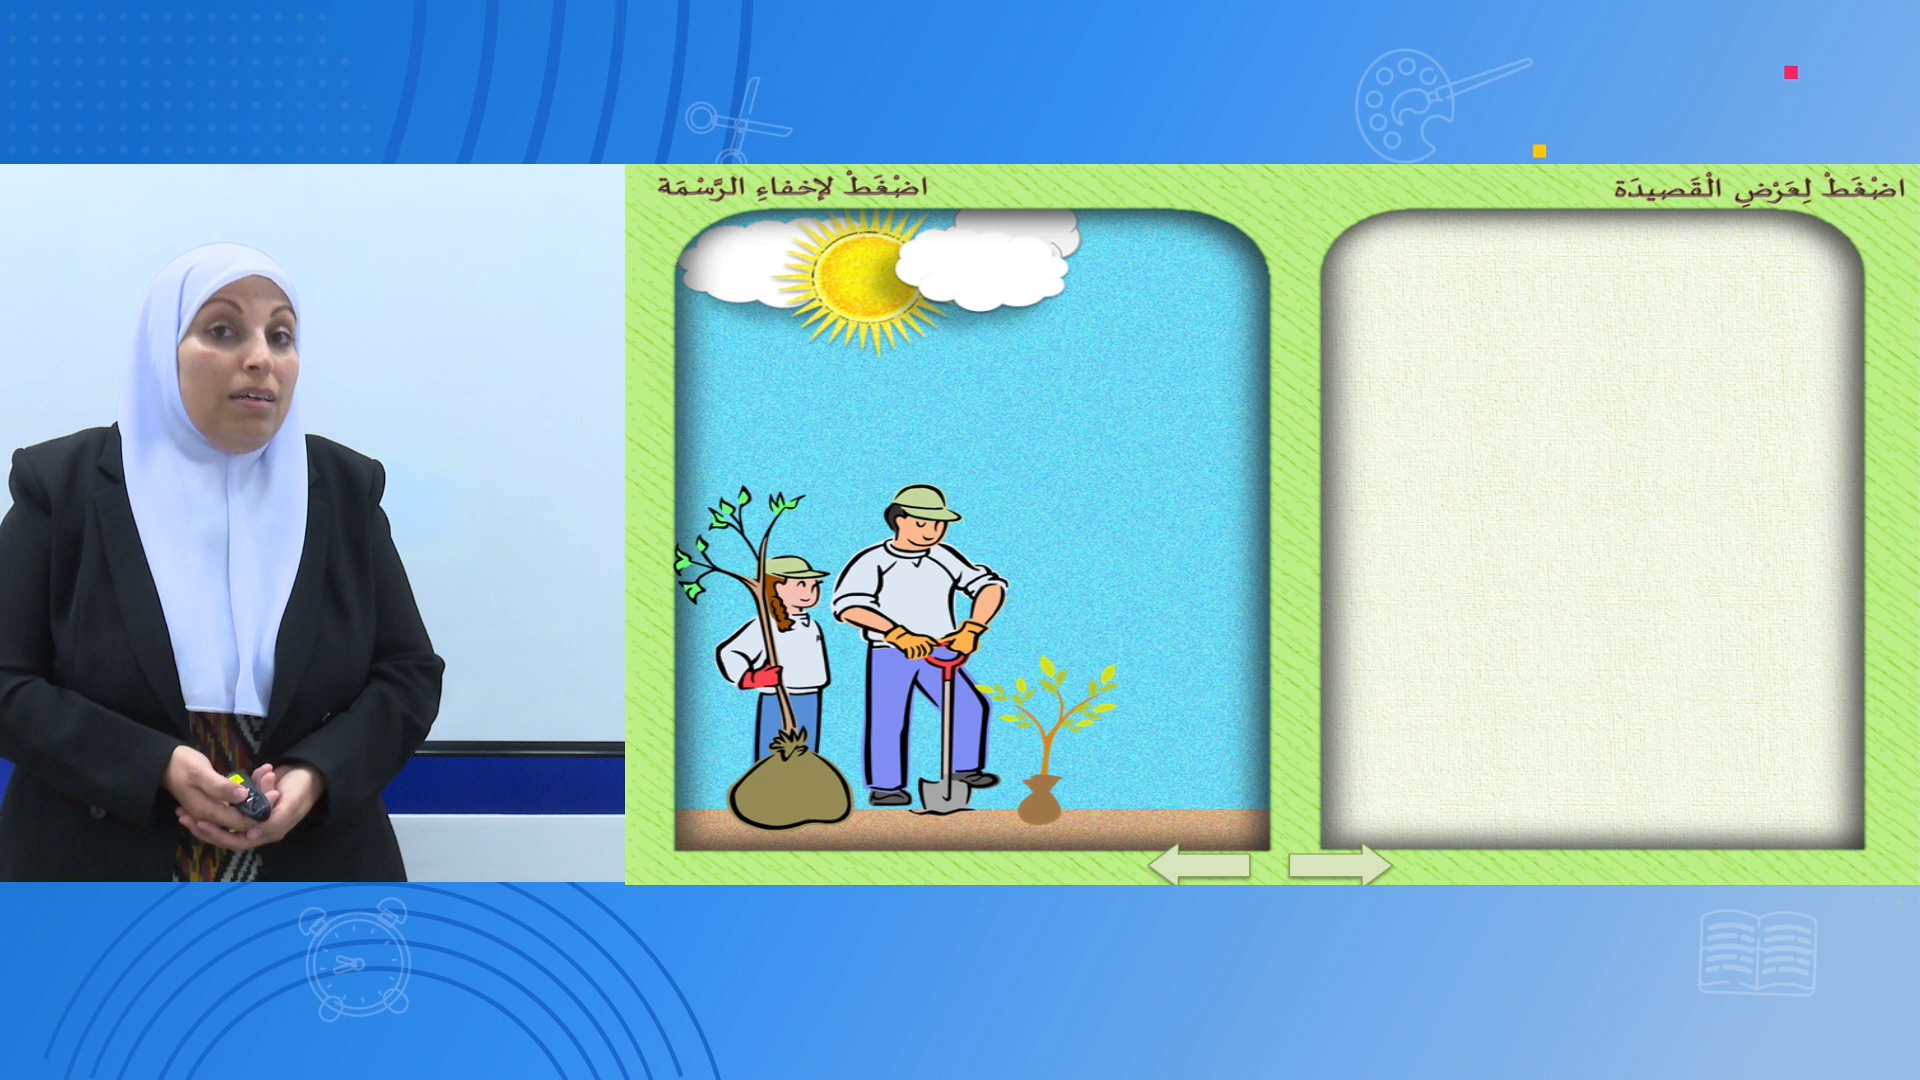 اضْغَطْ لِعَرْضِ الْقَصيدَة
اضْغَطْ لإخفاءِ الرَّسْمَة